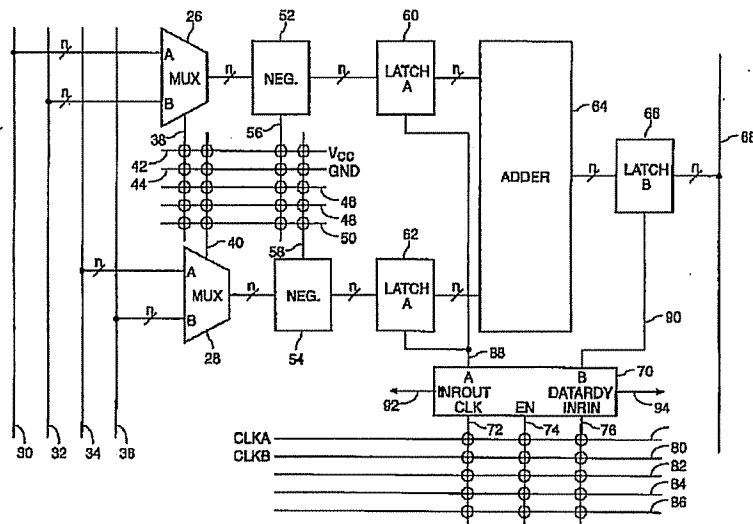 26
52
60
A
MUX
B
n
n
n
NEG.
n
LATCH
A
n
64
38
56
66
42
VCC
44
GND
46
48
50
ADDER
n
LATCH
B
n
68
40
58
62
n
A
MUX
B
n
n
NEG.
n
LATCH
A
n
28
54
88
90
A
B
70
INROUT
DATARDY
CLK
EN
INRIN
92
94
30
32
34
36
72
74
76
CLKA
CLKB
80
82
84
86